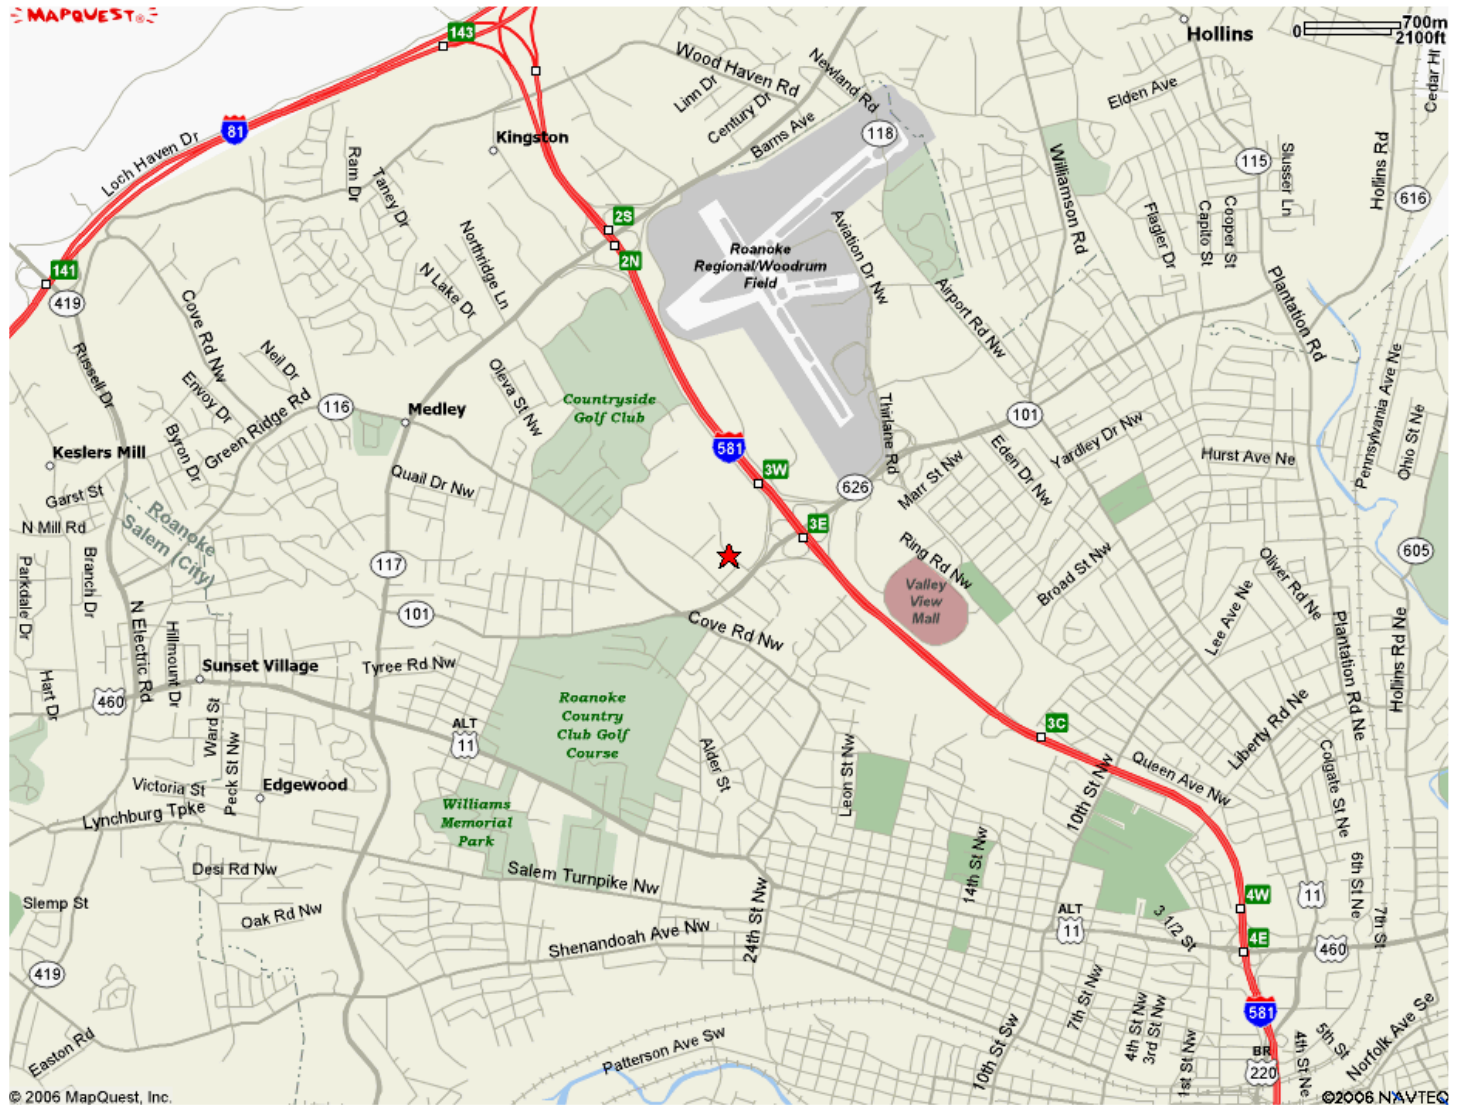 MAPQUEST®
143
Hollins
700m
0
2100ft
Wood Haven Rd
Newland Rd
Cedar Hl
Linn Dr
Century Dr
Elden Ave
81
Loch Haven Dr
Kingston
Barns Ave
118
Ram Dr
Taney Dr
Williamson Rd
115
Slusser Ln
Hollins Rd
616
2S
2N
Northridge Ln
N Lake Dr
Roanoke
Regional/Woodrum
Field
Aviation Dr Nw
Flagler Dr
Capito St
Cooper St
141
419
Cove Rd Nw
Airport Rd Nw
Plantation Rd
Russell Dr
Neil Dr
Envoy Dr
Green Ridge Rd
Byron Dr
116
Medley
Oleva St Nw
Countryside
Golf Club
Thirlane Rd
101
Yardley Dr Nw
Pennsylvania Ave Ne
Ohio St Ne
Keslers Mill
Garst St
N Mill Rd
Roanoke
Salem (City)
Quail Dr Nw
581
3W
626
Marr St Nw
Eden Dr Nw
Hurst Ave Ne
3E
Parkdale Dr
Branch Dr
117
101
Ring Rd Nw
Valley
View
Mall
Broad St Nw
Oliver Rd Ne
605
Lee Ave Ne
Cove Rd Nw
N Electric Rd
Hillmount Dr
Sunset Village
Tyree Rd Nw
Hart Dr
460
Ward St
Peck St Nw
ALT
11
Roanoke
Country
Club Golf
Course
Alder St
Leon St Nw
3C
Plantation Rd Ne
Hollins Rd Ne
Liberty Rd Ne
Queen Ave Nw
Colgate St Ne
10th St Nw
Victoria St
Edgewood
Lynchburg Tpke
Williams
Memorial
Park
Desi Rd Nw
Salem Turnpike Nw
14th St Nw
6th St Ne
Slemp St
Oak Rd Nw
24th St Nw
ALT
11
3 1/2 St
4W
11
7th St
Shenandoah Ave Nw
4E
460
419
7th St Nw
4th St Nw
3rd St Nw
1st St Nw
581
5th St
4th St Ne
Norfolk Ave Se
Easton Rd
Patterson Ave Sw
10th St Sw
BR
220
© 2006 MapQuest, Inc.
©2006 NAVTEQ